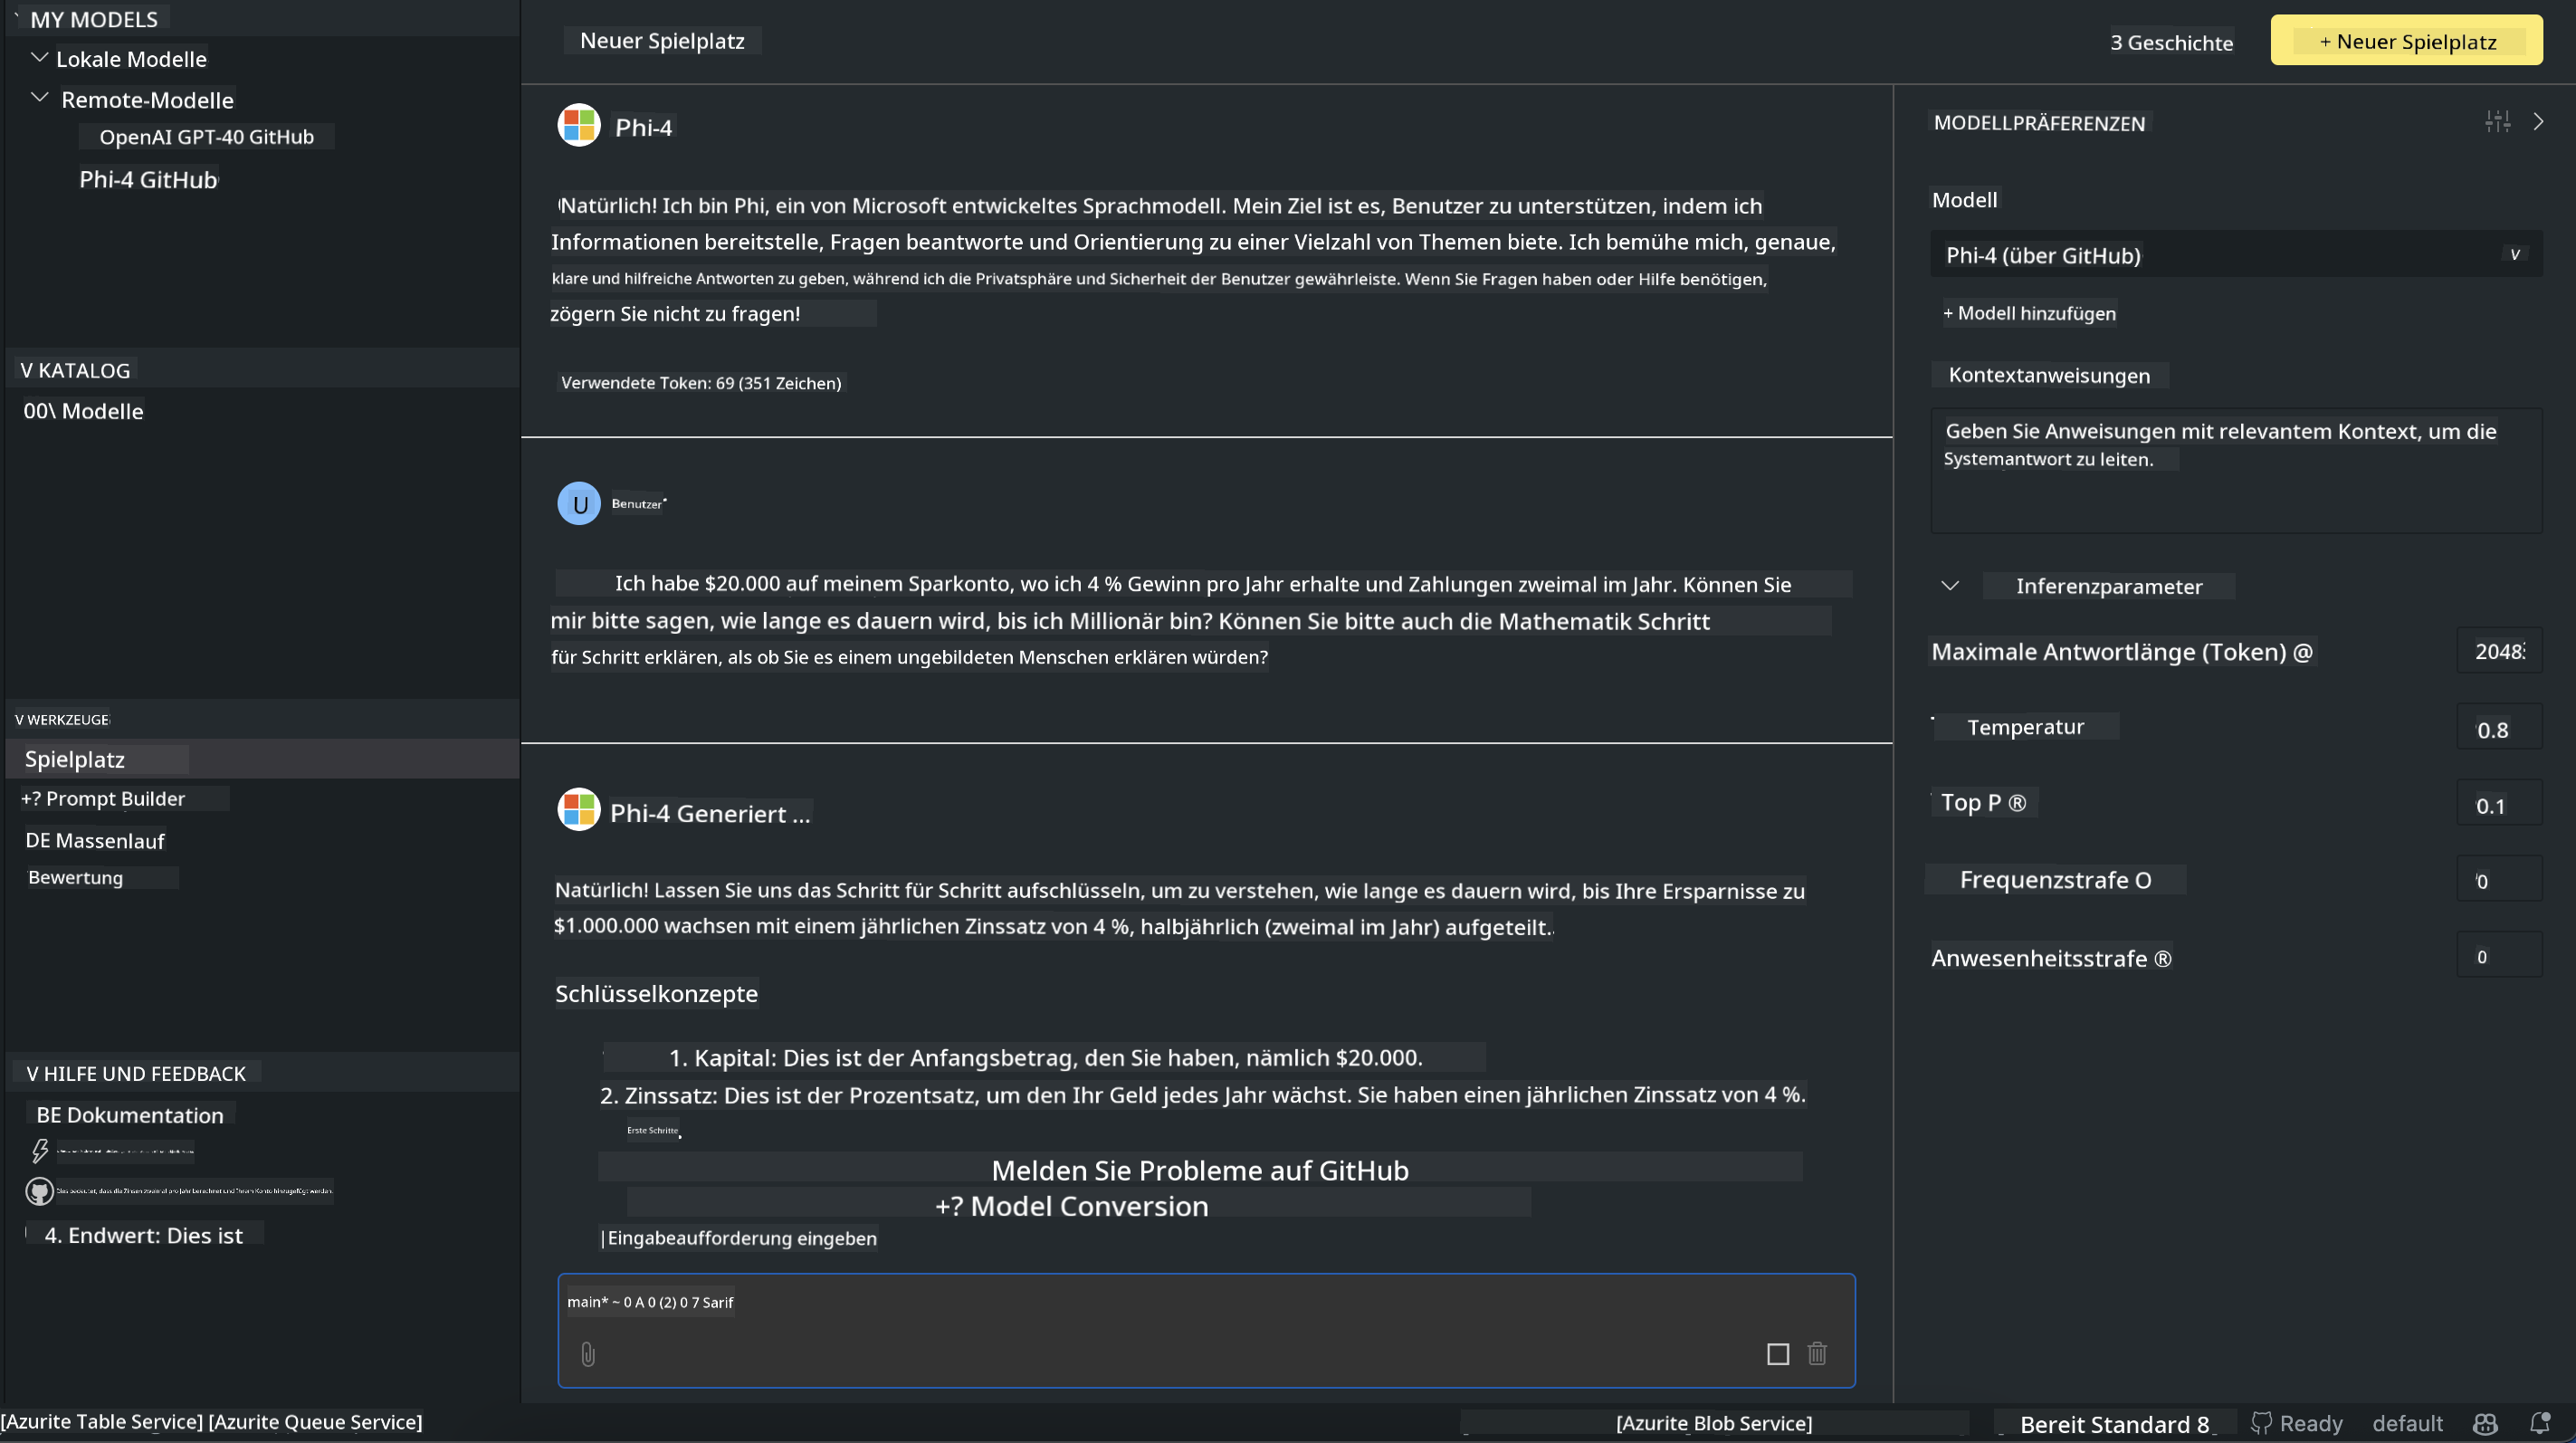 MY MODELS
Lokale Modelle
Remote-Modelle
OpenAI GPT-40 GitHub
Phi-4 GitHub
V KATALOG
00\ Modelle
V WERKZEUGE
Spielplatz
+? Prompt Builder
DE Massenlauf
Bewertung
V HILFE UND FEEDBACK
BE Dokumentation
Dies bedeutet, dass die Zinsen zweimal pro Jahr berechnet und Ihrem Konto hinzugefügt werden.
4. Endwert: Dies ist
Neuer Spielplatz
3 Geschichte
+ Neuer Spielplatz
Phi-4
Natürlich! Ich bin Phi, ein von Microsoft entwickeltes Sprachmodell. Mein Ziel ist es, Benutzer zu unterstützen, indem ich
Informationen bereitstelle, Fragen beantworte und Orientierung zu einer Vielzahl von Themen biete. Ich bemühe mich, genaue,
klare und hilfreiche Antworten zu geben, während ich die Privatsphäre und Sicherheit der Benutzer gewährleiste. Wenn Sie Fragen haben oder Hilfe benötigen,
zögern Sie nicht zu fragen!
Verwendete Token: 69 (351 Zeichen)
U Benutzer
Ich habe $20.000 auf meinem Sparkonto, wo ich 4 % Gewinn pro Jahr erhalte und Zahlungen zweimal im Jahr. Können Sie
mir bitte sagen, wie lange es dauern wird, bis ich Millionär bin? Können Sie bitte auch die Mathematik Schritt
für Schritt erklären, als ob Sie es einem ungebildeten Menschen erklären würden?
Phi-4 Generiert ...
Natürlich! Lassen Sie uns das Schritt für Schritt aufschlüsseln, um zu verstehen, wie lange es dauern wird, bis Ihre Ersparnisse zu
$1.000.000 wachsen mit einem jährlichen Zinssatz von 4 %, halbjährlich (zweimal im Jahr) aufgeteilt.
Schlüsselkonzepte
1. Kapital: Dies ist der Anfangsbetrag, den Sie haben, nämlich $20.000.
2. Zinssatz: Dies ist der Prozentsatz, um den Ihr Geld jedes Jahr wächst. Sie haben einen jährlichen Zinssatz von 4 %.
Erste Schritte
Melden Sie Probleme auf GitHub
+? Model Conversion
|Eingabeaufforderung eingeben
main* ~ 0 A 0 (2) 0 7 Sarif
MODELLPRÄFERENZEN
Modell
Phi-4 (über GitHub)
v
+ Modell hinzufügen
Kontextanweisungen
Geben Sie Anweisungen mit relevantem Kontext, um die
Systemantwort zu leiten.
Inferenzparameter
Maximale Antwortlänge (Token) @ 2048
Temperatur 0.8
Top P ® 0.1
Frequenzstrafe O 0
Anwesenheitsstrafe ® 0
[Azurite Table Service] [Azurite Queue Service]
[Azurite Blob Service]
Bereit Standard 8
Ready
default